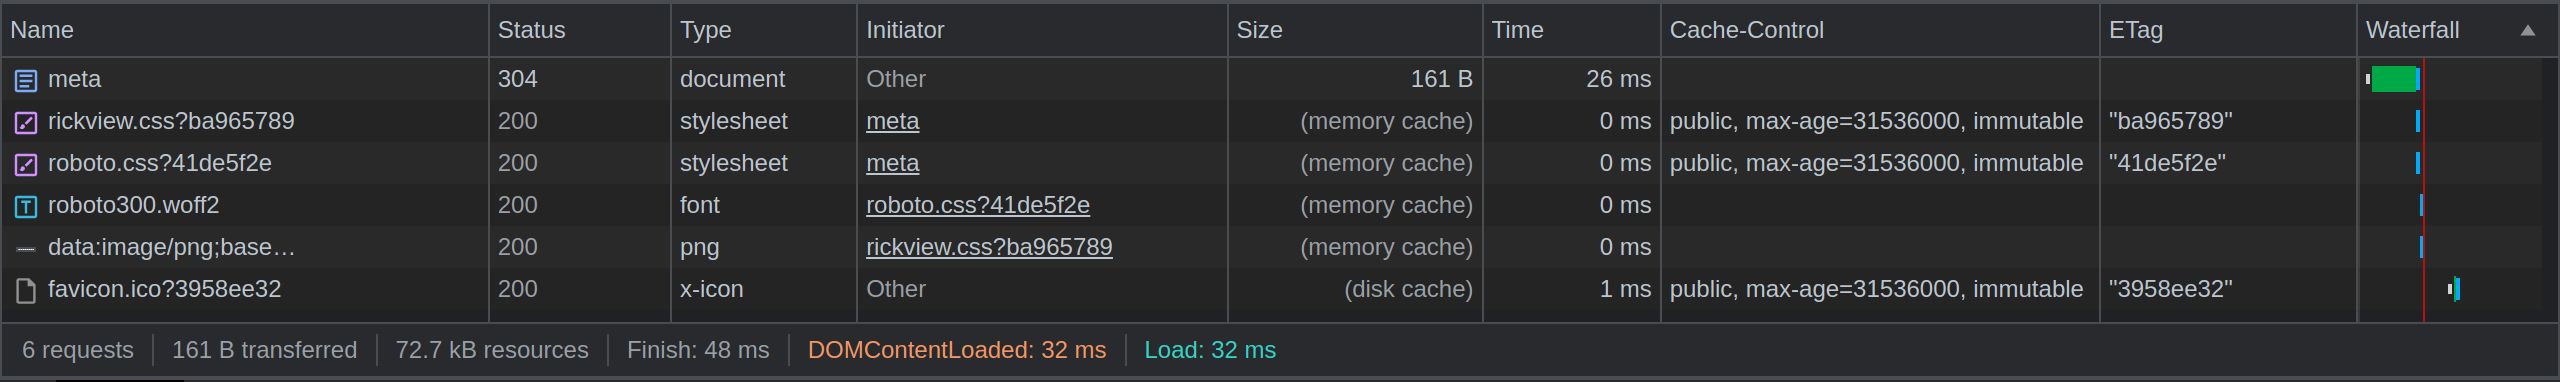 Name Status Type Initiator Size Time Cache-Control ETag Waterfall
meta 304 document Other 161 B 26 ms
rickview.css?ba965789 200 stylesheet meta (memory cache) 0 ms public, max-age=31536000, immutable "ba965789"
roboto.css?41de5f2e 200 stylesheet meta (memory cache) 0 ms public, max-age=31536000, immutable "41de5f2e"
roboto300.woff2 200 font roboto.css?41de5f2e (memory cache) 0 ms
data:image/png;base… 200 png rickview.css?ba965789 (memory cache) 0 ms
favicon.ico?3958ee32 200 x-icon Other (disk cache) 1 ms public, max-age=31536000, immutable "3958ee32"
6 requests 161 B transferred 72.7 kB resources Finish: 48 ms DOMContentLoaded: 32 ms Load: 32 ms